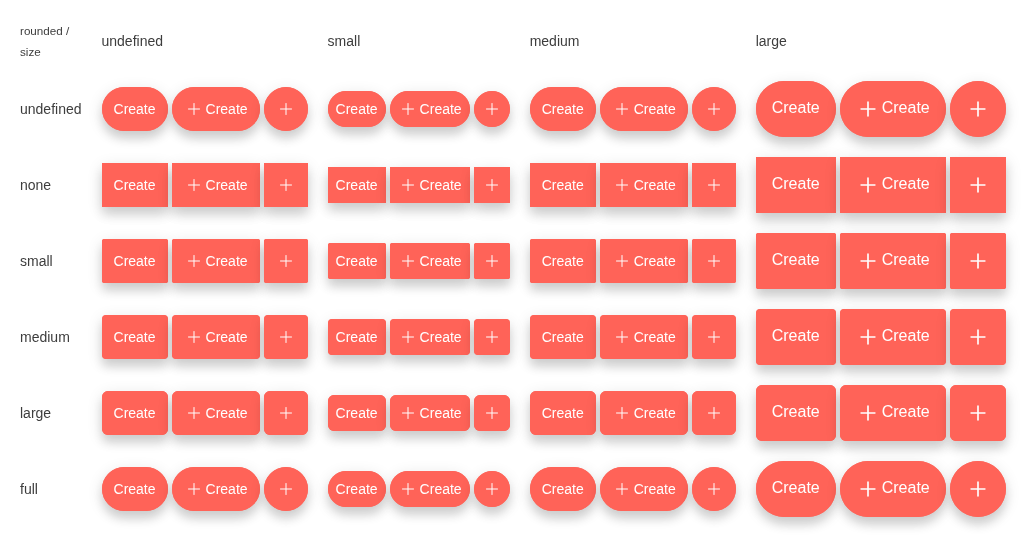 rounded /
size
undefined small medium large
undefined Create Create Create Create Create Create Create Create
none Create Create Create Create Create Create Create Create
small Create Create Create Create Create Create Create Create
medium Create Create Create Create Create Create Create Create
large Create Create Create Create Create Create Create Create
full Create Create Create Create Create Create Create Create